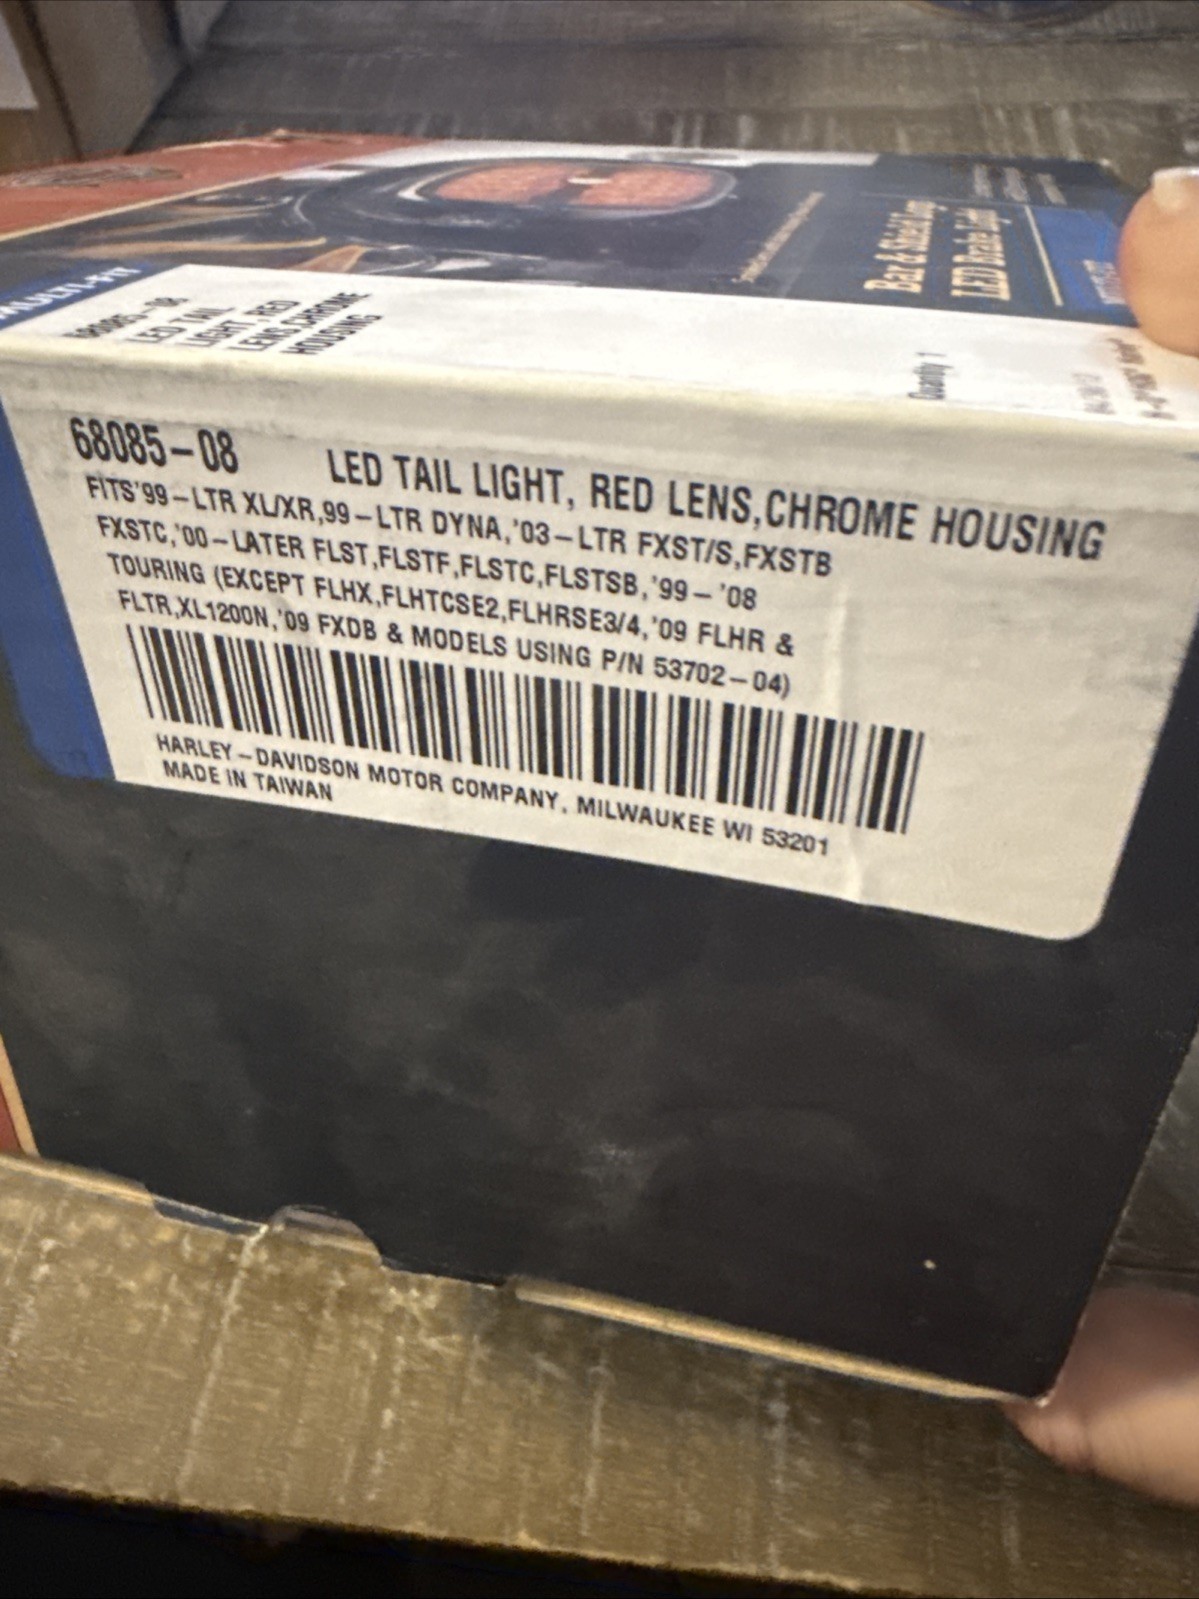 Bar & Shield Lamp
LED Brake Light
MULTI-FIT
68085-08
LED TAIL
LIGHT, RED
LENS,CHROME
HOUSING
Quantity 1
68085-08 LED TAIL LIGHT, RED LENS,CHROME HOUSING
FITS'99-LTR XL/XR,99-LTR DYNA,'03-LTR FXST/S,FXSTB
FXSTC,'00-LATER FLST,FLSTF,FLSTC,FLSTSB,'99-'08
TOURING (EXCEPT FLHX,FLHTCSE2,FLHRSE3/4,'09 FLHR &
FLTR,XL1200N,'09 FXDB & MODELS USING P/N 53702-04)
HARLEY-DAVIDSON MOTOR COMPANY, MILWAUKEE WI 53201
MADE IN TAIWAN